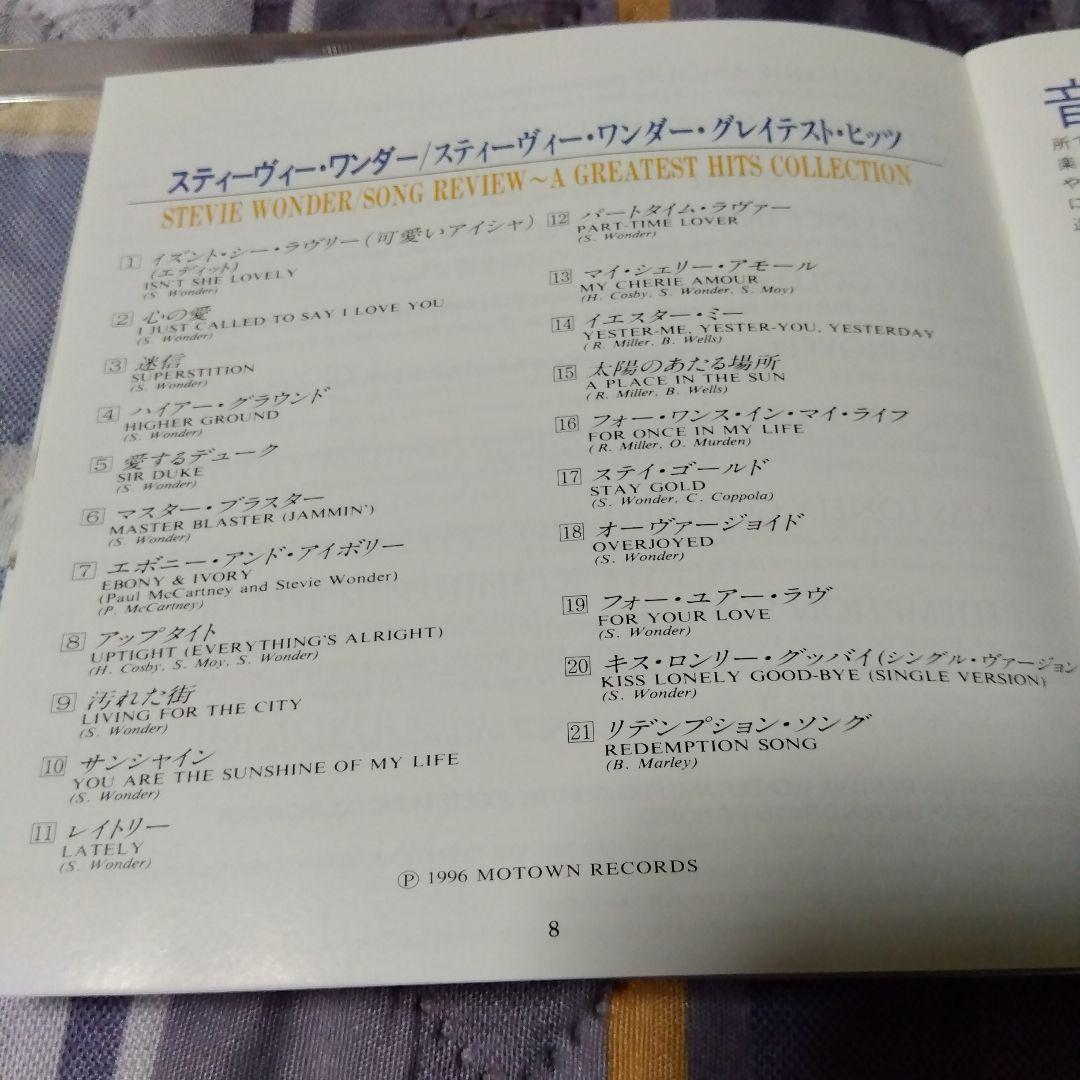 スティーヴィー・ワンダー/スティーヴィー・ワンダー・グレイテスト・ヒッツ
STEVIE WONDER/SONG REVIEW~A GREATEST HITS COLLECTION
1 イズント・シー・ラヴリー(可愛いアイシャ)
(エディット)
ISN'T SHE LOVELY
(S. Wonder)
2 心の愛
I JUST CALLED TO SAY I LOVE YOU
(S. Wonder)
3 迷信
SUPERSTITION
(S. Wonder)
4 ハイアー・グラウンド
HIGHER GROUND
(S. Wonder)
5 愛するデューク
SIR DUKE
(S. Wonder)
6 マスター・ブラスター
MASTER BLASTER (JAMMIN')
(S. Wonder)
7 エボニー・アンド・アイボリー
EBONY & IVORY
(Paul McCartney and Stevie Wonder)
(P. McCartney)
8 アップタイト
UPTIGHT (EVERYTHING'S ALRIGHT)
(H. Cosby, S. Moy, S. Wonder)
9 汚れた街
LIVING FOR THE CITY
(S. Wonder)
10 サンシャイン
YOU ARE THE SUNSHINE OF MY LIFE
(S. Wonder)
11 レイトリー
LATELY
(S. Wonder)
12 パートタイム・ラヴァー
PART-TIME LOVER
(S. Wonder)
13 マイ・シェリー・アモール
MY CHERIE AMOUR
(H. Cosby, S. Wonder, S. Moy)
14 イエスター・ミー
YESTER-ME, YESTER-YOU, YESTERDAY
(R. Miller, B. Wells)
15 太陽のあたる場所
A PLACE IN THE SUN
(R. Miller, B. Wells)
16 フォー・ワンス・イン・マイ・ライフ
FOR ONCE IN MY LIFE
(R. Miller, O. Murden)
17 ステイ・ゴールド
STAY GOLD
(S. Wonder, C. Coppola)
18 オーヴァージョイド
OVERJOYED
(S. Wonder)
19 フォー・ユアー・ラヴ
FOR YOUR LOVE
(S. Wonder)
20 キス・ロンリー・グッバイ(シングル・ヴァージョン
KISS LONELY GOOD-BYE (SINGLE VERSION)
(S. Wonder)
21 リデンプション・ソング
REDEMPTION SONG
(B. Marley)
Ⓟ 1996 MOTOWN RECORDS
8
音
所
楽
や
に